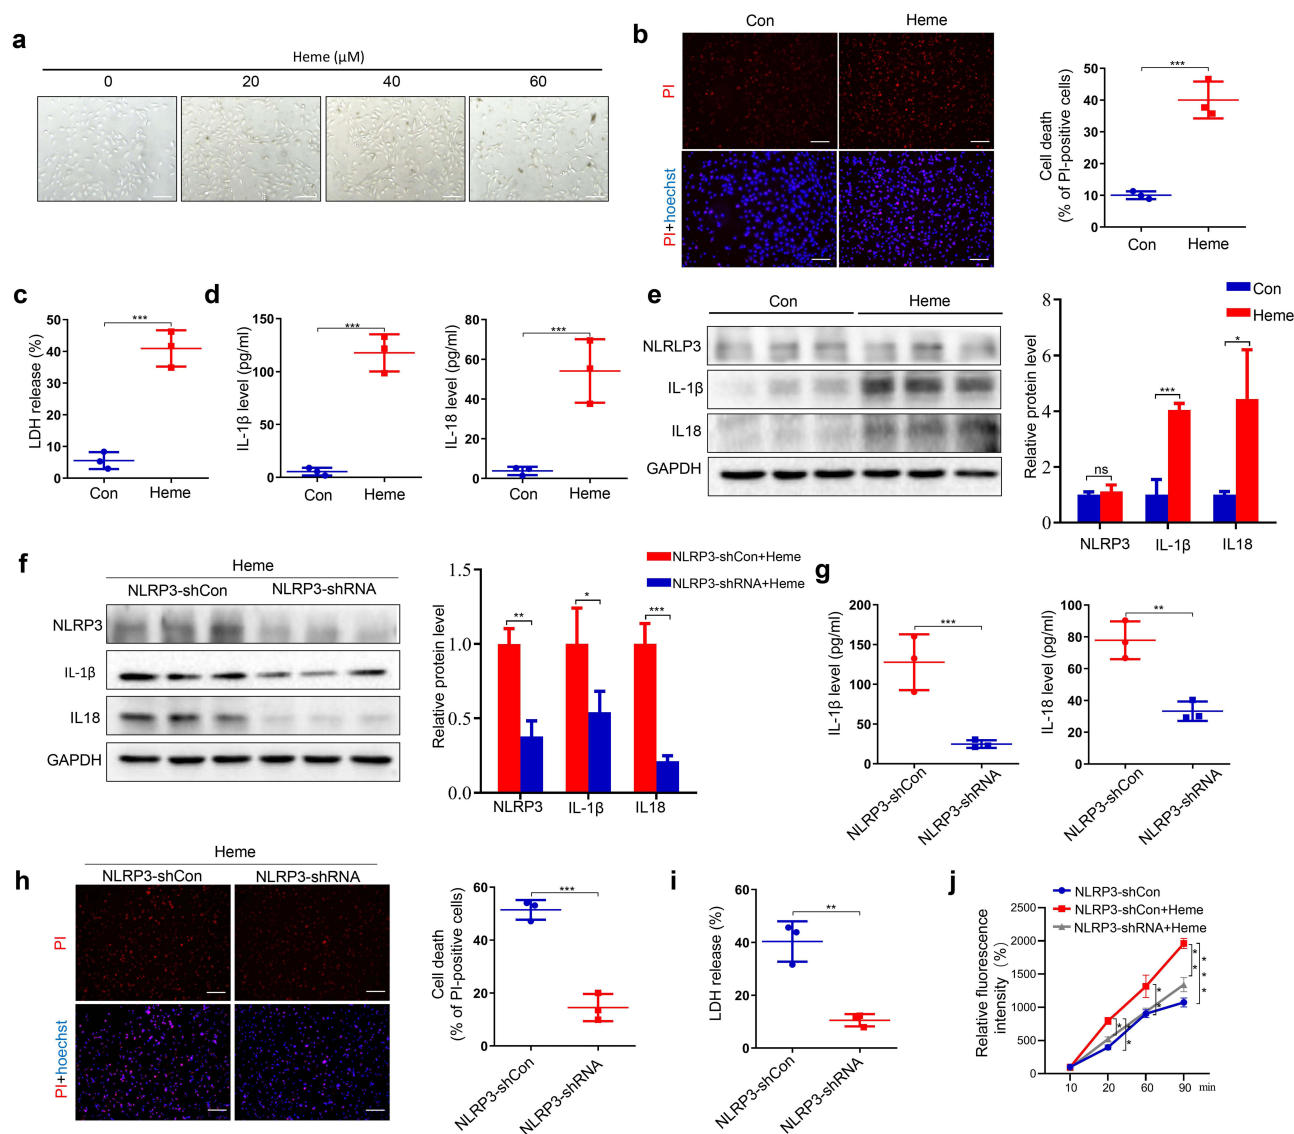 a
Heme (μM)
0 20 40 60
b
Con Heme
PI
PI+hoechst
Cell death
(% of PI-positive cells)
50
40
30
20
10
0
***
Con Heme
c
LDH release (%)
50
40
30
20
10
0
***
Con Heme
d
IL-1β level (pg/ml)
150
100
50
0
***
Con Heme
IL-18 level (pg/ml)
80
60
40
20
0
***
Con Heme
e
Con Heme
NLRLP3
IL-1β
IL18
GAPDH
Relative protein level
8
6
4
2
0
Con
Heme
ns
***
*
NLRP3 IL-1β IL18
f
Heme
NLRP3-shCon NLRP3-shRNA
NLRP3
IL-1β
IL18
GAPDH
NLRP3-shCon+Heme
NLRP3-shRNA+Heme
Relative protein level
1.5
1.0
0.5
0.0
**
*
***
NLRP3 IL-1β IL18
g
IL-1β level (pg/ml)
200
150
100
50
0
***
NLRP3-shCon NLRP3-shRNA
IL-18 level (pg/ml)
100
80
60
40
20
0
**
NLRP3-shCon NLRP3-shRNA
h
Heme
NLRP3-shCon NLRP3-shRNA
PI
PI+hoechst
Cell death
(% of PI-positive cells)
60
40
20
0
***
NLRP3-shCon NLRP3-shRNA
i
LDH release (%)
60
40
20
0
**
NLRP3-shCon NLRP3-shRNA
j
NLRP3-shCon
NLRP3-shCon+Heme
NLRP3-shRNA+Heme
Relative fluorescence
intensity (%)
2500
2000
1500
1000
500
0
*
**
**
**
***
10 20 60 90 min